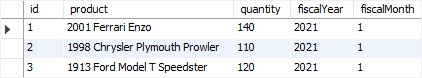 id product quantity fiscalYear fiscalMonth
1 2001 Ferrari Enzo 140 2021 1
2 1998 Chrysler Plymouth Prowler 110 2021 1
3 1913 Ford Model T Speedster 120 2021 1